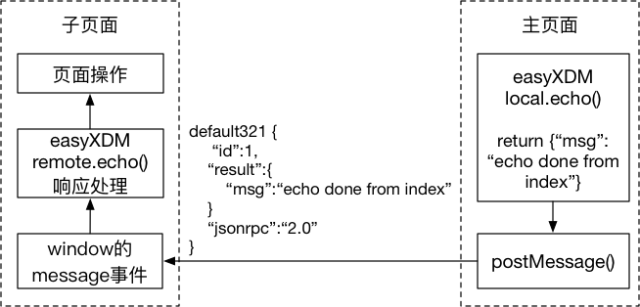 子页面
主页面
页面操作
easyXDM
remote.echo()
响应处理
window的
message事件
default321 {
“id”:1,
“result”:{
“msg”:“echo done from index”
}
“jsonrpc”:“2.0”
}
easyXDM
local.echo()
return {“msg”:
“echo done from
index”}
postMessage()